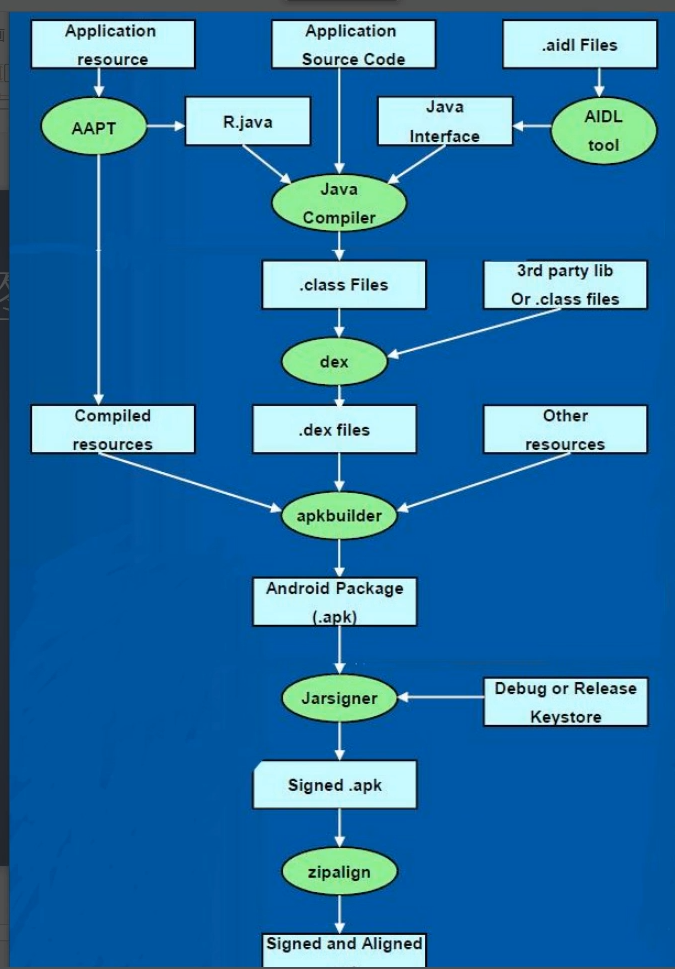 Application
resource
Application
Source Code
.aidl Files
AAPT
R.java
Java
Interface
AIDL
tool
Java
Compiler
.class Files
3rd party lib
Or .class files
dex
Compiled
resources
.dex files
Other
resources
apkbuilder
Android Package
(.apk)
Jarsigner
Debug or Release
Keystore
Signed .apk
zipalign
Signed and Aligned